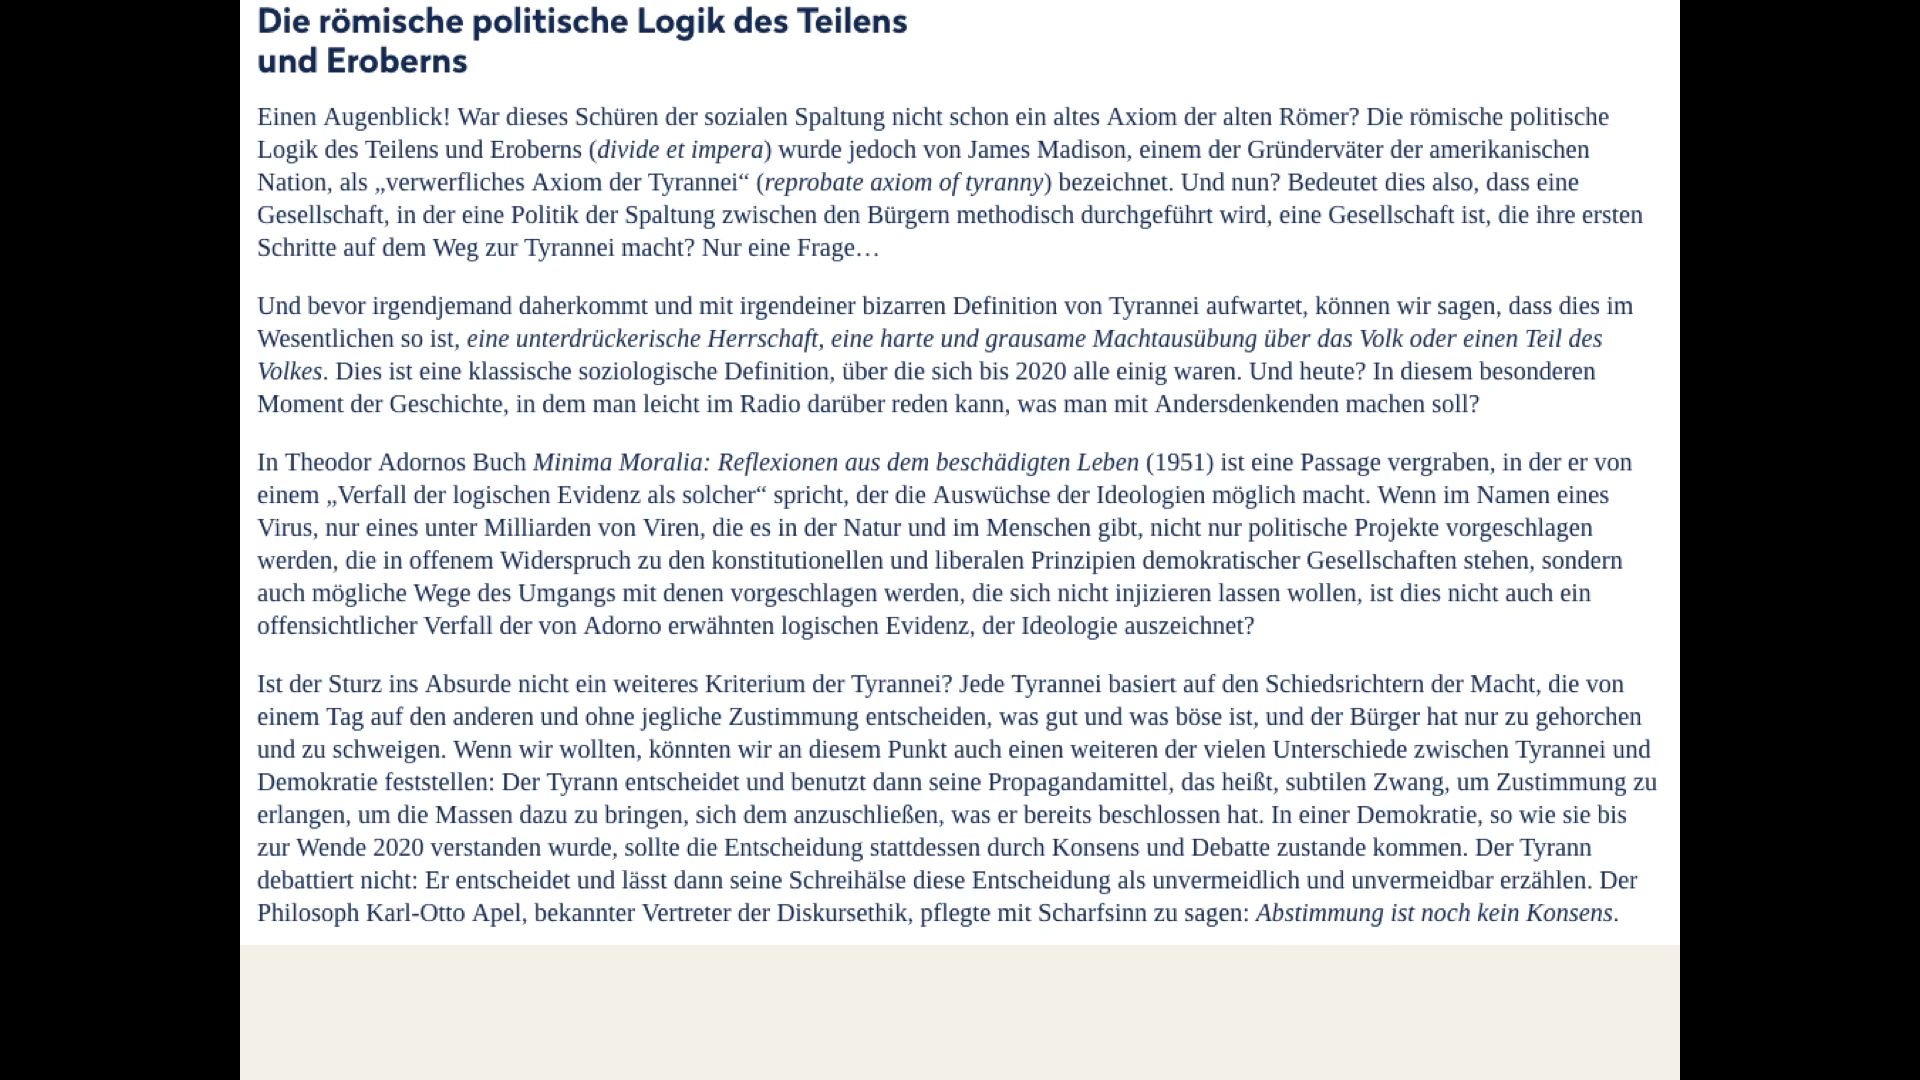 Die römische politische Logik des Teilens
und Eroberns
Einen Augenblick! War dieses Schüren der sozialen Spaltung nicht schon ein altes Axiom der alten Römer? Die römische politische
Logik des Teilens und Eroberns (divide et impera) wurde jedoch von James Madison, einem der Gründerväter der amerikanischen
Nation, als „verwerfliches Axiom der Tyrannei“ (reprobate axiom of tyranny) bezeichnet. Und nun? Bedeutet dies also, dass eine
Gesellschaft, in der eine Politik der Spaltung zwischen den Bürgern methodisch durchgeführt wird, eine Gesellschaft ist, die ihre ersten
Schritte auf dem Weg zur Tyrannei macht? Nur eine Frage…
Und bevor irgendjemand daherkommt und mit irgendeiner bizarren Definition von Tyrannei aufwartet, können wir sagen, dass dies im
Wesentlichen so ist, eine unterdrückerische Herrschaft, eine harte und grausame Machtausübung über das Volk oder einen Teil des
Volkes. Dies ist eine klassische soziologische Definition, über die sich bis 2020 alle einig waren. Und heute? In diesem besonderen
Moment der Geschichte, in dem man leicht im Radio darüber reden kann, was man mit Andersdenkenden machen soll?
In Theodor Adornos Buch Minima Moralia: Reflexionen aus dem beschädigten Leben (1951) ist eine Passage vergraben, in der er von
einem „Verfall der logischen Evidenz als solcher“ spricht, der die Auswüchse der Ideologien möglich macht. Wenn im Namen eines
Virus, nur eines unter Milliarden von Viren, die es in der Natur und im Menschen gibt, nicht nur politische Projekte vorgeschlagen
werden, die in offenem Widerspruch zu den konstitutionellen und liberalen Prinzipien demokratischer Gesellschaften stehen, sondern
auch mögliche Wege des Umgangs mit denen vorgeschlagen werden, die sich nicht injizieren lassen wollen, ist dies nicht auch ein
offensichtlicher Verfall der von Adorno erwähnten logischen Evidenz, der Ideologie auszeichnet?
Ist der Sturz ins Absurde nicht ein weiteres Kriterium der Tyrannei? Jede Tyrannei basiert auf den Schiedsrichtern der Macht, die von
einem Tag auf den anderen und ohne jegliche Zustimmung entscheiden, was gut und was böse ist, und der Bürger hat nur zu gehorchen
und zu schweigen. Wenn wir wollten, könnten wir an diesem Punkt auch einen weiteren der vielen Unterschiede zwischen Tyrannei und
Demokratie feststellen: Der Tyrann entscheidet und benutzt dann seine Propagandamittel, das heißt, subtilen Zwang, um Zustimmung zu
erlangen, um die Massen dazu zu bringen, sich dem anzuschließen, was er bereits beschlossen hat. In einer Demokratie, so wie sie bis
zur Wende 2020 verstanden wurde, sollte die Entscheidung stattdessen durch Konsens und Debatte zustande kommen. Der Tyrann
debattiert nicht: Er entscheidet und lässt dann seine Schreihälse diese Entscheidung als unvermeidlich und unvermeidbar erzählen. Der
Philosoph Karl-Otto Apel, bekannter Vertreter der Diskursethik, pflegte mit Scharfsinn zu sagen: Abstimmung ist noch kein Konsens.